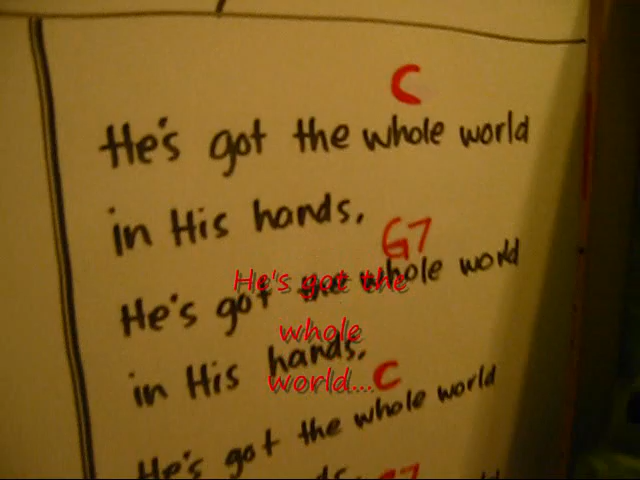 C
He's got the whole world
in His hands.
G7
He's got the whole world
in His hands.
C
He's got the whole world
He's got the
whole
world...